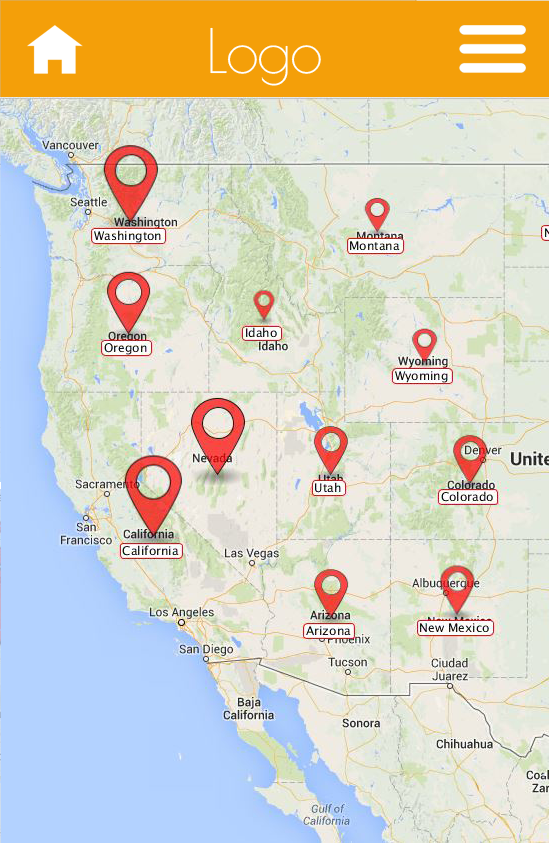 Logo
Vancouver
Seattle
Washington
Washington
Montana
Montana
N
Oregon
Oregon
Idaho
Idaho
Wyoming
Wyoming
Nevada
Denver
Unite
Utah
Utah
Colorado
Colorado
Sacramento
San
Francisco
California
California
Las Vegas
Albuquerque
Los Angeles
Arizona
Arizona
New Mexico
New Mexico
Phoenix
San Diego
Tucson
Ciudad
Juarez
Baja
California
Sonora
Chihuahua
Coa
Zar
Gulf of
California